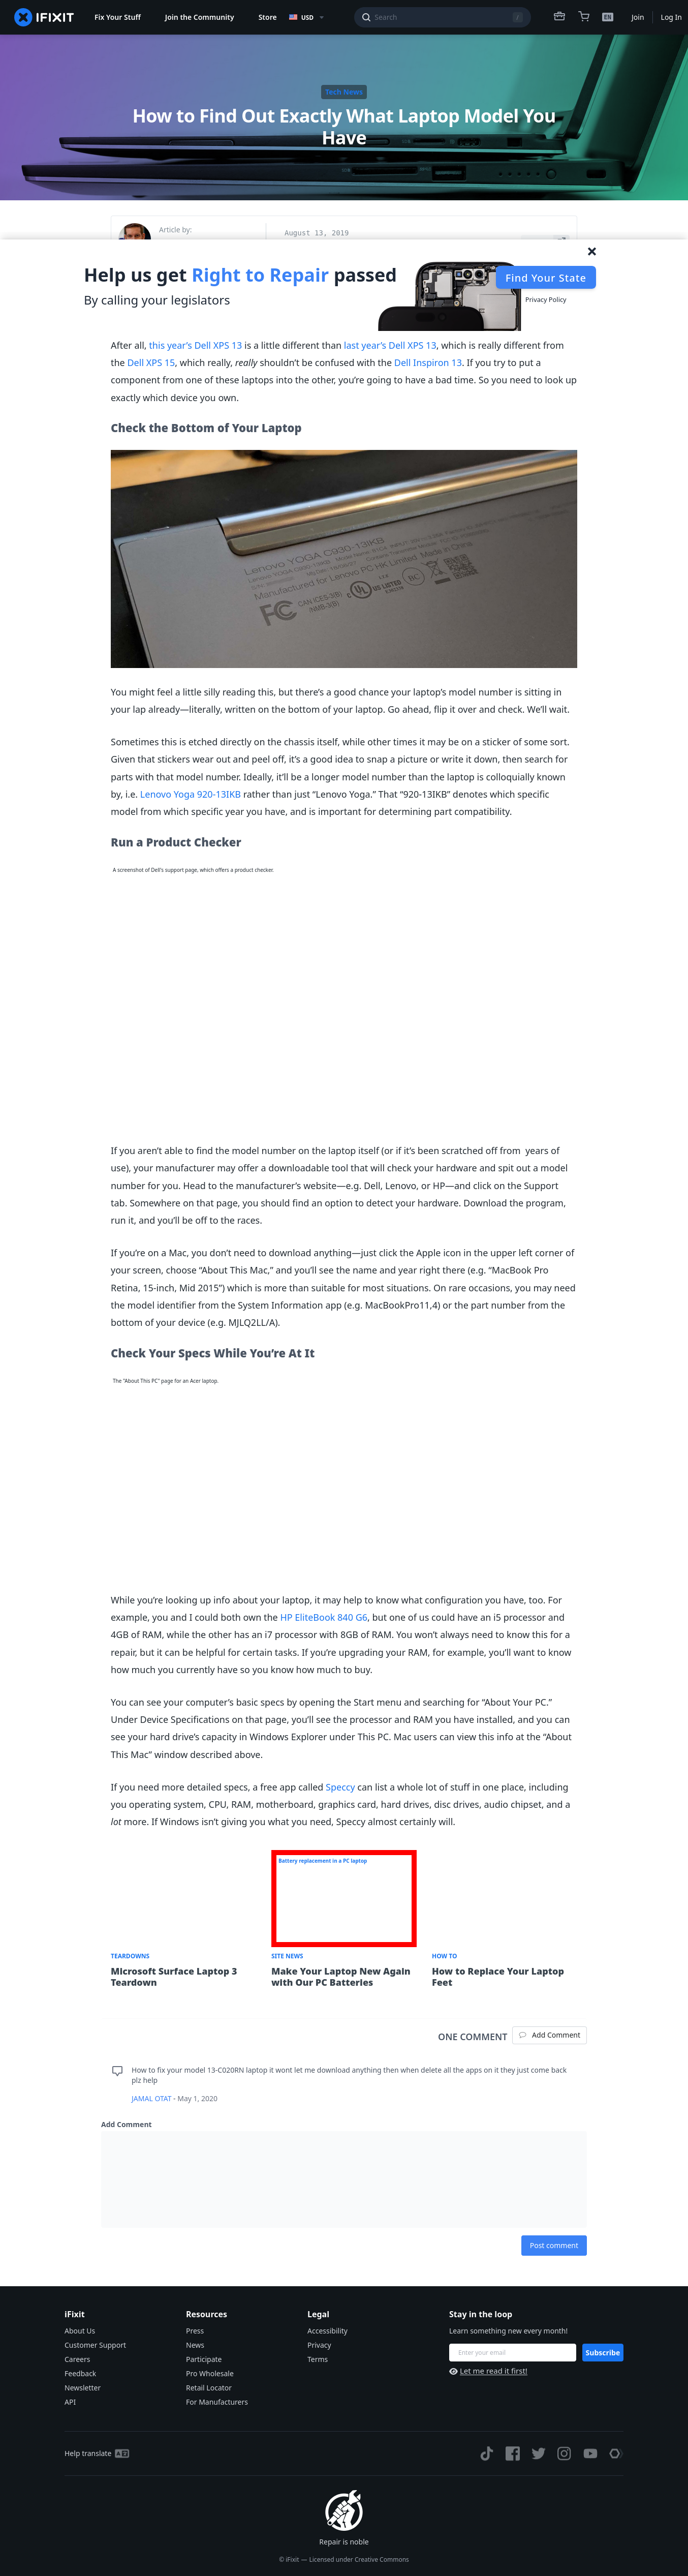 IFIXIT
Fix Your Stuff
Join the Community
Store
USD
Search
/
EN
Join
Log In
Tech News
How to Find Out Exactly What Laptop Model You
Have
Article by:
August 13, 2019
Help us get Right to Repair passed
By calling your legislators
Find Your State
Privacy Policy
After all, this year's Dell XPS 13 is a little different than last year's Dell XPS 13, which is really different from
the Dell XPS 15, which really, really shouldn't be confused with the Dell Inspiron 13. If you try to put a
component from one of these laptops into the other, you're going to have a bad time. So you need to look up
exactly which device you own.
Check the Bottom of Your Laptop
Lenovo YOGA C930-13IKB
FC
CAN ICES-3(B)/
NMB-3(B)
You might feel a little silly reading this, but there's a good chance your laptop's model number is sitting in
your lap already—literally, written on the bottom of your laptop. Go ahead, flip it over and check. We'll wait.
Sometimes this is etched directly on the chassis itself, while other times it may be on a sticker of some sort.
Given that stickers wear out and peel off, it's a good idea to snap a picture or write it down, then search for
parts with that model number. Ideally, it'll be a longer model number than the laptop is colloquially known
by, i.e. Lenovo Yoga 920-13IKB rather than just "Lenovo Yoga." That "920-13IKB" denotes which specific
model from which specific year you have, and is important for determining part compatibility.
Run a Product Checker
A screenshot of Dell's support page, which offers a product checker.
If you aren't able to find the model number on the laptop itself (or if it's been scratched off from  years of
use), your manufacturer may offer a downloadable tool that will check your hardware and spit out a model
number for you. Head to the manufacturer's website—e.g. Dell, Lenovo, or HP—and click on the Support
tab. Somewhere on that page, you should find an option to detect your hardware. Download the program,
run it, and you'll be off to the races.
If you're on a Mac, you don't need to download anything—just click the Apple icon in the upper left corner of
your screen, choose "About This Mac," and you'll see the name and year right there (e.g. "MacBook Pro
Retina, 15-inch, Mid 2015") which is more than suitable for most situations. On rare occasions, you may need
the model identifier from the System Information app (e.g. MacBookPro11,4) or the part number from the
bottom of your device (e.g. MJLQ2LL/A).
Check Your Specs While You're At It
The "About This PC" page for an Acer laptop.
While you're looking up info about your laptop, it may help to know what configuration you have, too. For
example, you and I could both own the HP EliteBook 840 G6, but one of us could have an i5 processor and
4GB of RAM, while the other has an i7 processor with 8GB of RAM. You won't always need to know this for a
repair, but it can be helpful for certain tasks. If you're upgrading your RAM, for example, you'll want to know
how much you currently have so you know how much to buy.
You can see your computer's basic specs by opening the Start menu and searching for "About Your PC."
Under Device Specifications on that page, you'll see the processor and RAM you have installed, and you can
see your hard drive's capacity in Windows Explorer under This PC. Mac users can view this info at the "About
This Mac" window described above.
If you need more detailed specs, a free app called Speccy can list a whole lot of stuff in one place, including
you operating system, CPU, RAM, motherboard, graphics card, hard drives, disc drives, audio chipset, and a
lot more. If Windows isn't giving you what you need, Speccy almost certainly will.
Battery replacement in a PC laptop
TEARDOWNS
Microsoft Surface Laptop 3
Teardown
SITE NEWS
Make Your Laptop New Again
with Our PC Batteries
HOW TO
How to Replace Your Laptop
Feet
ONE COMMENT
Add Comment
How to fix your model 13-C020RN laptop it wont let me download anything then when delete all the apps on it they just come back
plz help
JAMAL OTAT - May 1, 2020
Add Comment
Post comment
iFixit
About Us
Customer Support
Careers
Feedback
Newsletter
API
Resources
Press
News
Participate
Pro Wholesale
Retail Locator
For Manufacturers
Legal
Accessibility
Privacy
Terms
Stay in the loop
Learn something new every month!
Enter your email
Subscribe
Let me read it first!
Help translate
Repair is noble
© iFixit — Licensed under Creative Commons